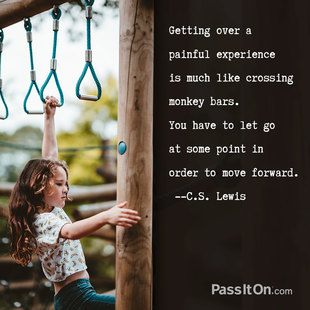 Getting over a
painful experience
is much like crossing
monkey bars.
You have to let go
at some point in
order to move forward.
--C.S. Lewis
PassItOn.com